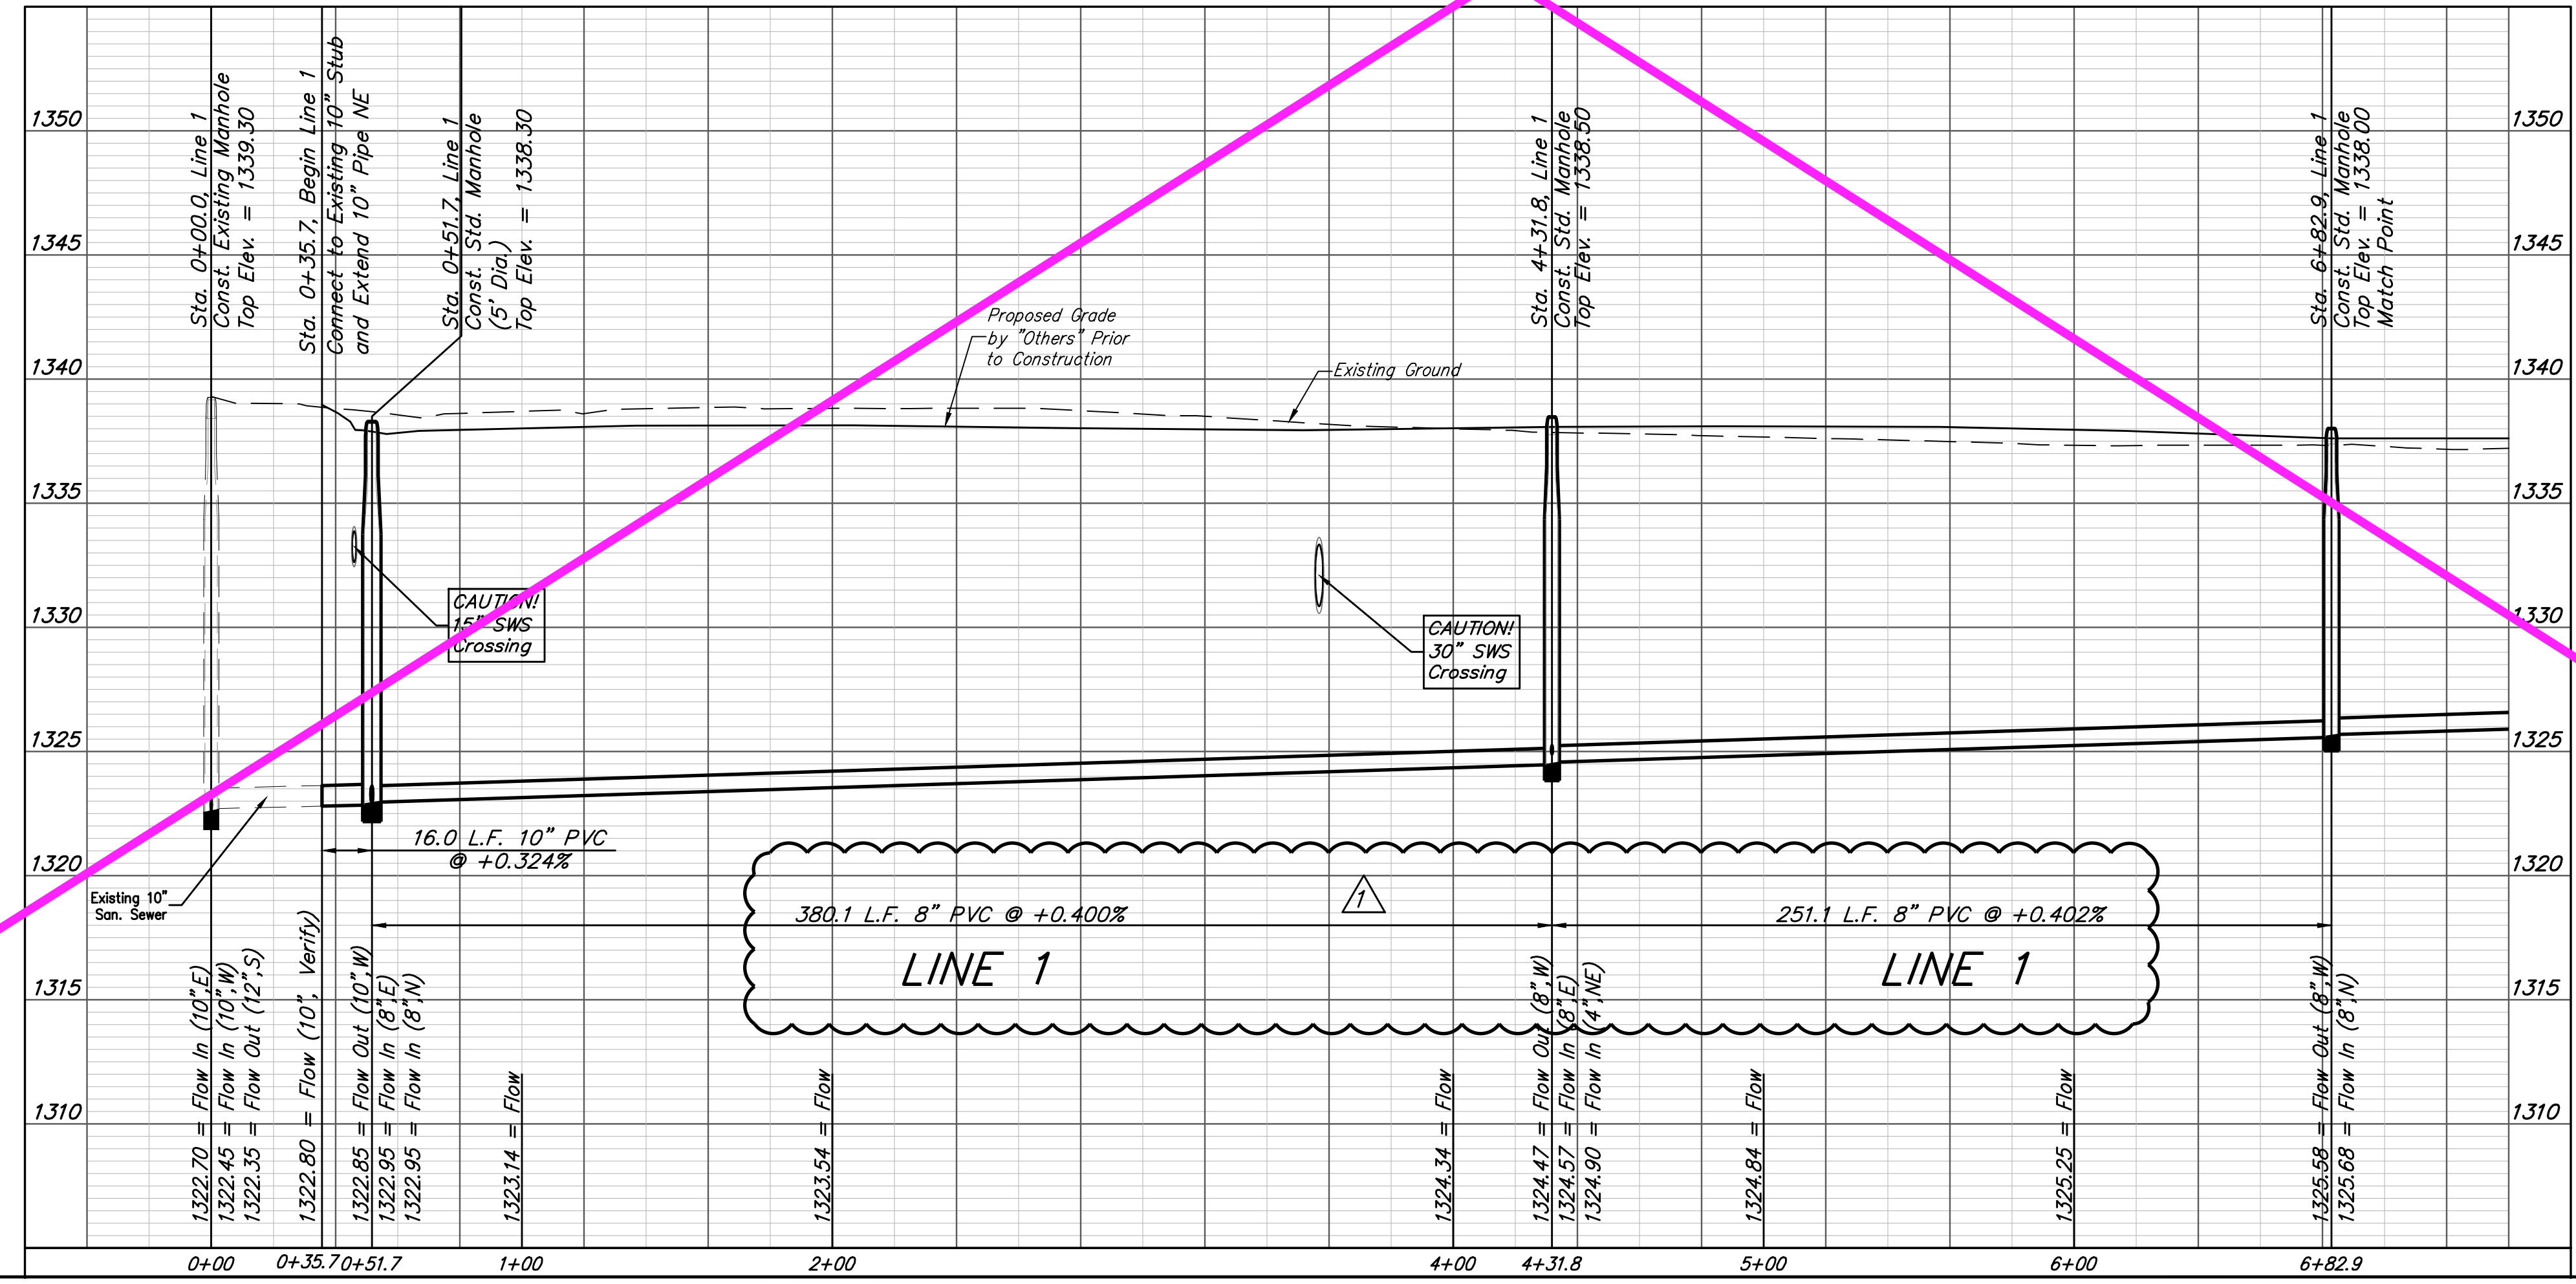 Sta. 0+00.0, Line 1
Const. Existing Manhole
Top Elev. = 1339.30
Sta. 0+35.7, Begin Line 1
Connect to Existing 10" Stub
and Extend 10" Pipe NE
Sta. 0+51.7, Line 1
Const. Std. Manhole
(5' Dia.)
Top Elev. = 1338.30
Sta. 4+31.8, Line 1
Const. Std. Manhole
Top Elev. = 1338.50
Sta. 6+82.9, Line 1
Const. Std. Manhole
Top Elev. = 1338.00
Match Point
1350
1350
1345
1345
1340
1340
1335
1335
1330
1330
1325
1325
1320
1320
1315
1315
1310
1310
Proposed Grade
by "Others" Prior
to Construction
Existing Ground
CAUTION!
15" SWS
Crossing
CAUTION!
30" SWS
Crossing
16.0 L.F. 10" PVC
@ +0.324%
Existing 10"
San. Sewer
380.1 L.F. 8" PVC @ +0.400%
1
251.1 L.F. 8" PVC @ +0.402%
LINE 1
LINE 1
1322.70 = Flow In (10",E)
1322.45 = Flow In (10",W)
1322.35 = Flow Out (12",S)
1322.80 = Flow (10", Verify)
1322.85 = Flow Out (10",W)
1322.95 = Flow In (8",E)
1322.95 = Flow In (8",N)
1323.14 = Flow
1323.54 = Flow
1324.34 = Flow
1324.47 = Flow Out (8",W)
1324.57 = Flow In (8",E)
1324.90 = Flow In (4",NE)
1324.84 = Flow
1325.25 = Flow
1325.58 = Flow Out (8",W)
1325.68 = Flow In (8",N)
0+00
0+35.7
0+51.7
1+00
2+00
4+00
4+31.8
5+00
6+00
6+82.9